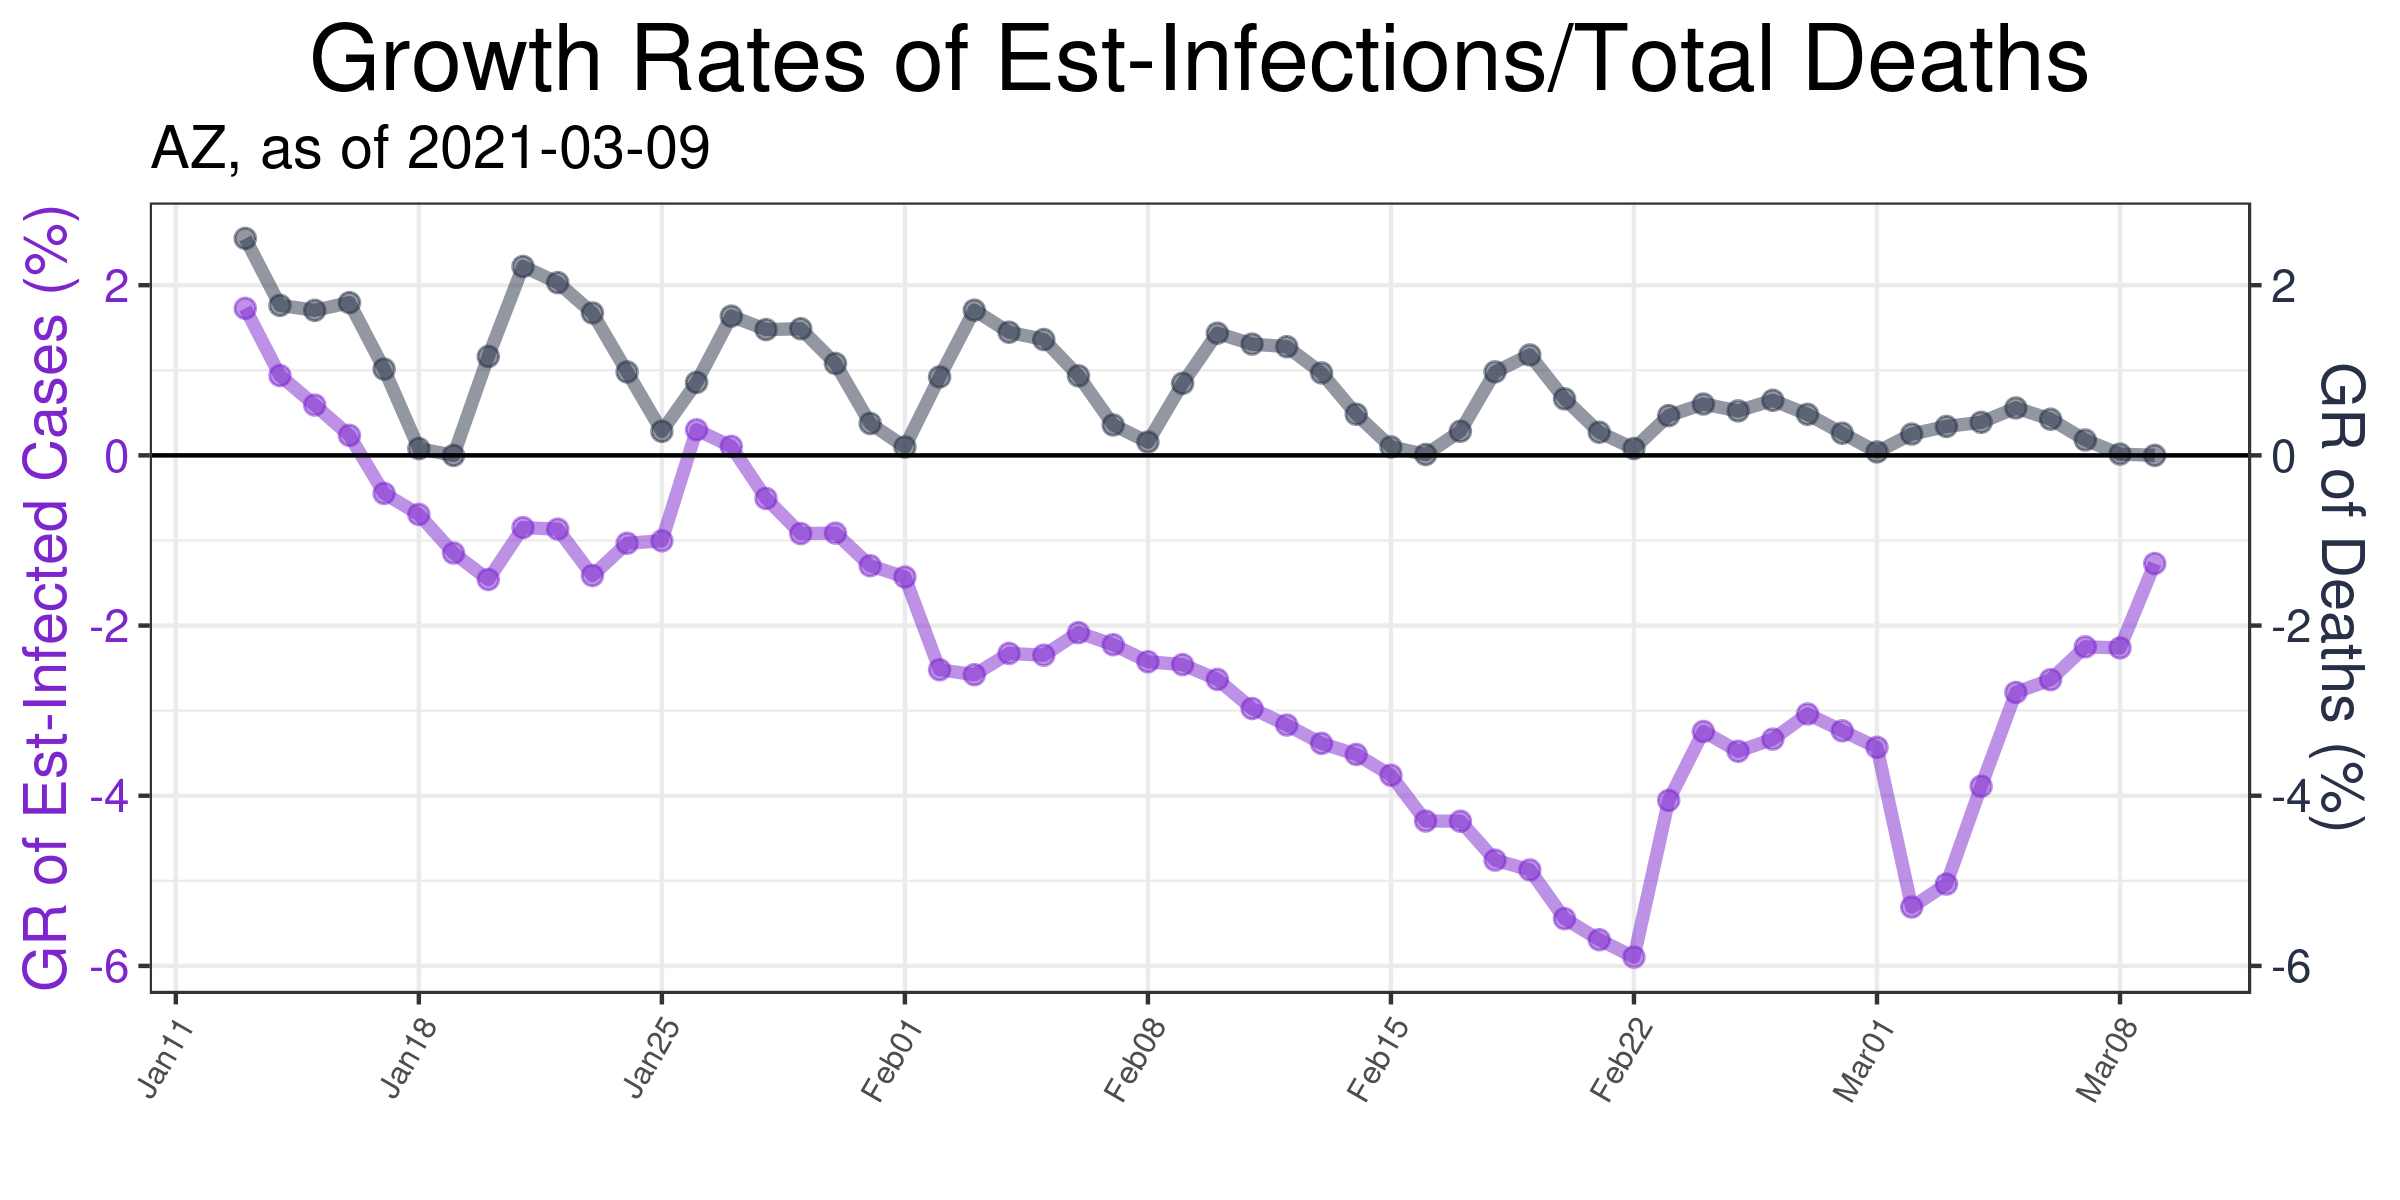 Growth Rates of Est-Infections/Total Deaths
AZ, as of 2021-03-09
GR of Est-Infected Cases (%)
2
0
-2
-4
-6
2
0
-2
-4
-6
GR of Deaths (%)
Jan11
Jan18
Jan25
Feb01
Feb08
Feb15
Feb22
Mar01
Mar08